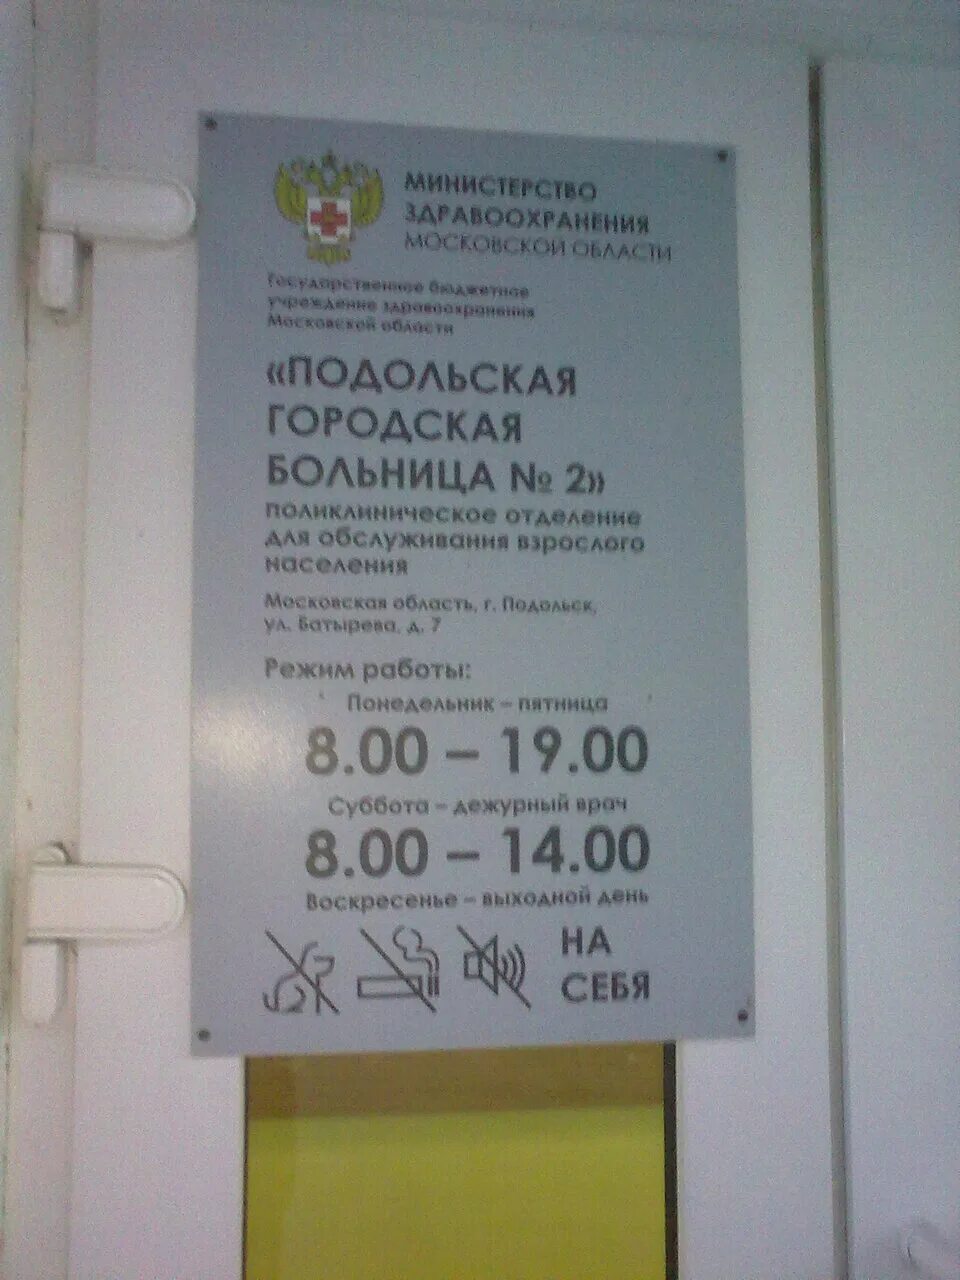 МИНИСТЕРСТВО
ЗДРАВООХРАНЕНИЯ
МОСКОВСКОЙ ОБЛАСТИ
Государственное бюджетное
учреждение здравоохранения
Московской области
«ПОДОЛЬСКАЯ
ГОРОДСКАЯ
БОЛЬНИЦА № 2»
ПОЛИКЛИНИЧЕСКОЕ ОТДЕЛЕНИЕ
ДЛЯ ОБСЛУЖИВАНИЯ ВЗРОСЛОГО
НАСЕЛЕНИЯ
Московская область, г. Подольск,
ул. Батырева, д. 7
Режим работы:
Понедельник – пятница
8.00 – 19.00
Суббота – дежурный врач
8.00 – 14.00
Воскресенье – выходной день
НА
СЕБЯ